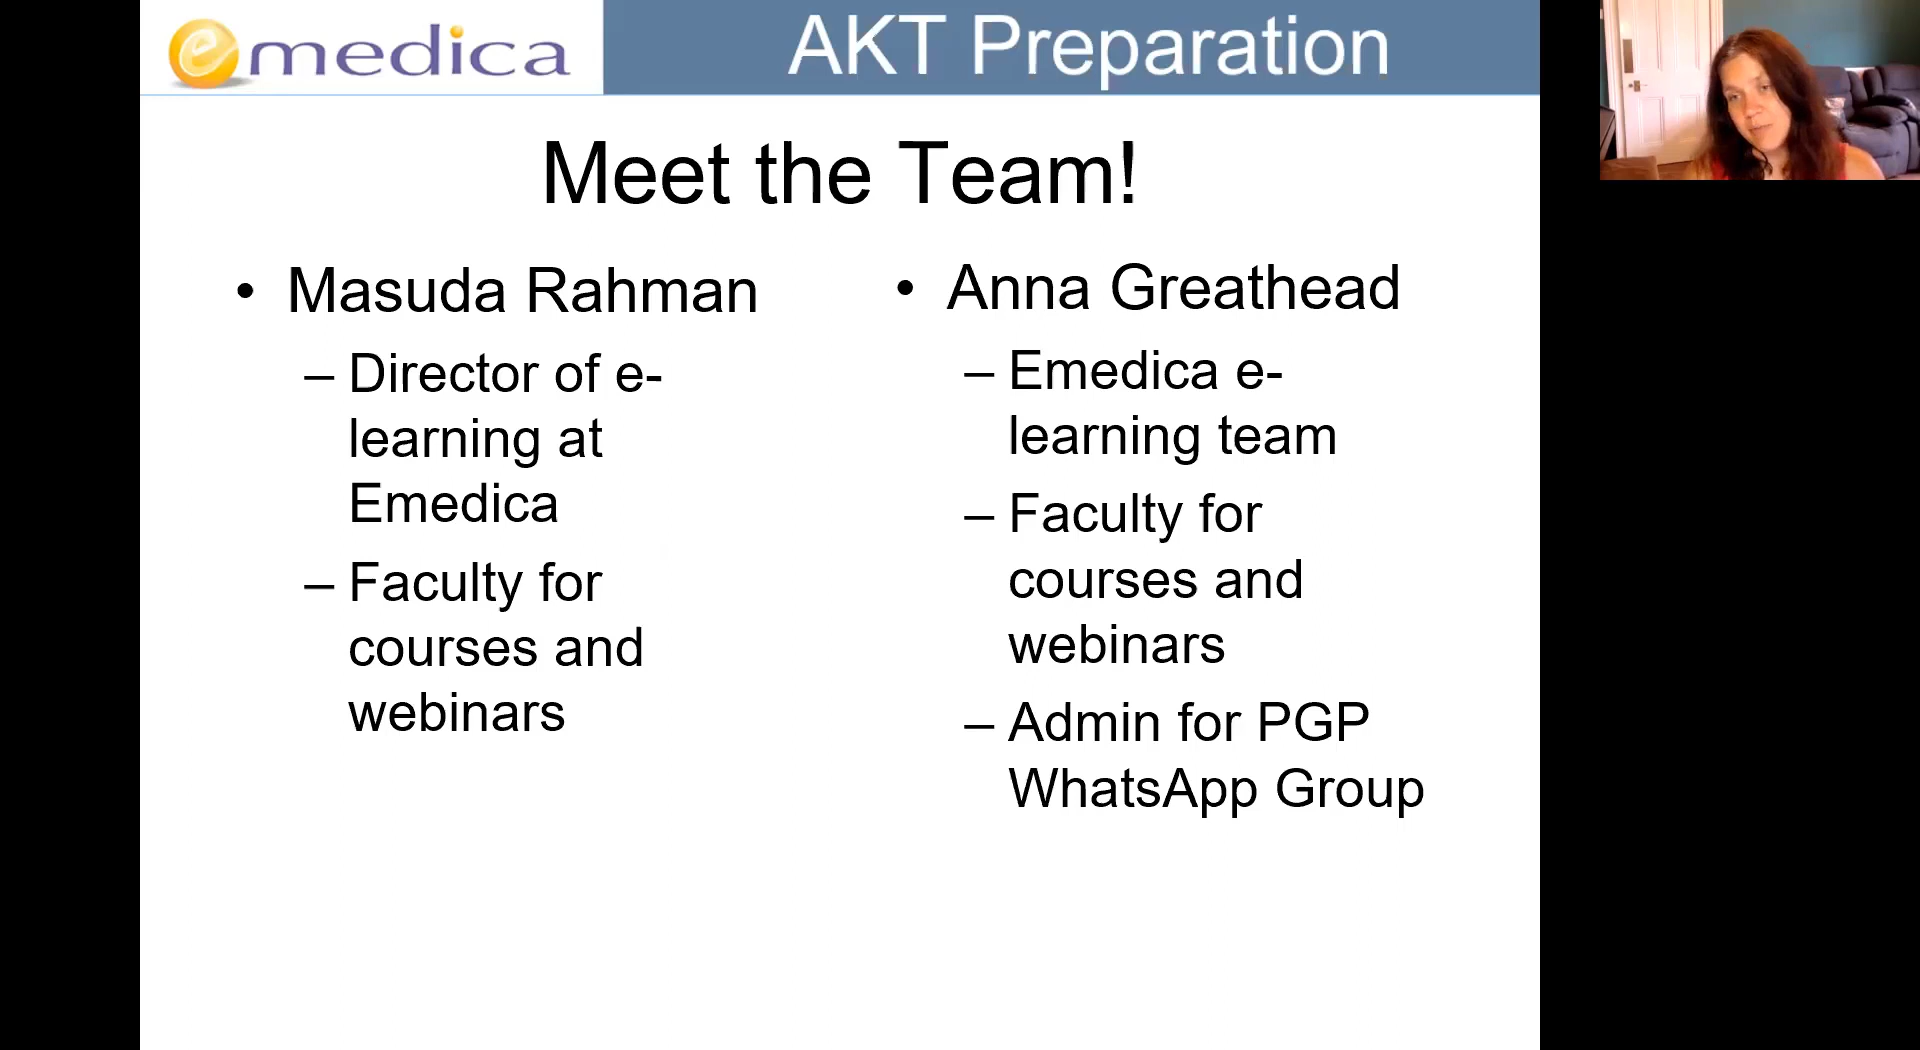 emedica
AKT Preparation
Meet the Team!
• Masuda Rahman
– Director of e-
learning at
Emedica
– Faculty for
courses and
webinars
• Anna Greathead
– Emedica e-
learning team
– Faculty for
courses and
webinars
– Admin for PGP
WhatsApp Group